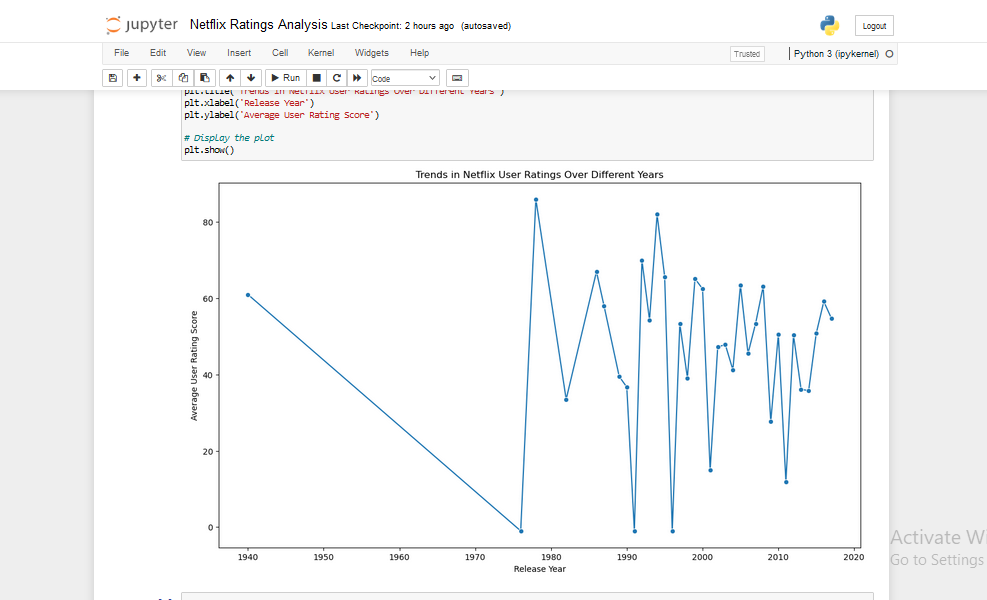 jupyter Netflix Ratings Analysis Last Checkpoint: 2 hours ago (autosaved) Logout
File Edit View Insert Cell Kernel Widgets Help Trusted Python 3 (ipykernel)
Run Code
plt.title('Trends in Netflix User Ratings Over Different Years')
plt.xlabel('Release Year')
plt.ylabel('Average User Rating Score')
# Display the plot
plt.show()
Trends in Netflix User Ratings Over Different Years
Average User Rating Score
80
60
40
20
0
1940 1950 1960 1970 1980 1990 2000 2010 2020
Release Year
Activate Wi
Go to Settings